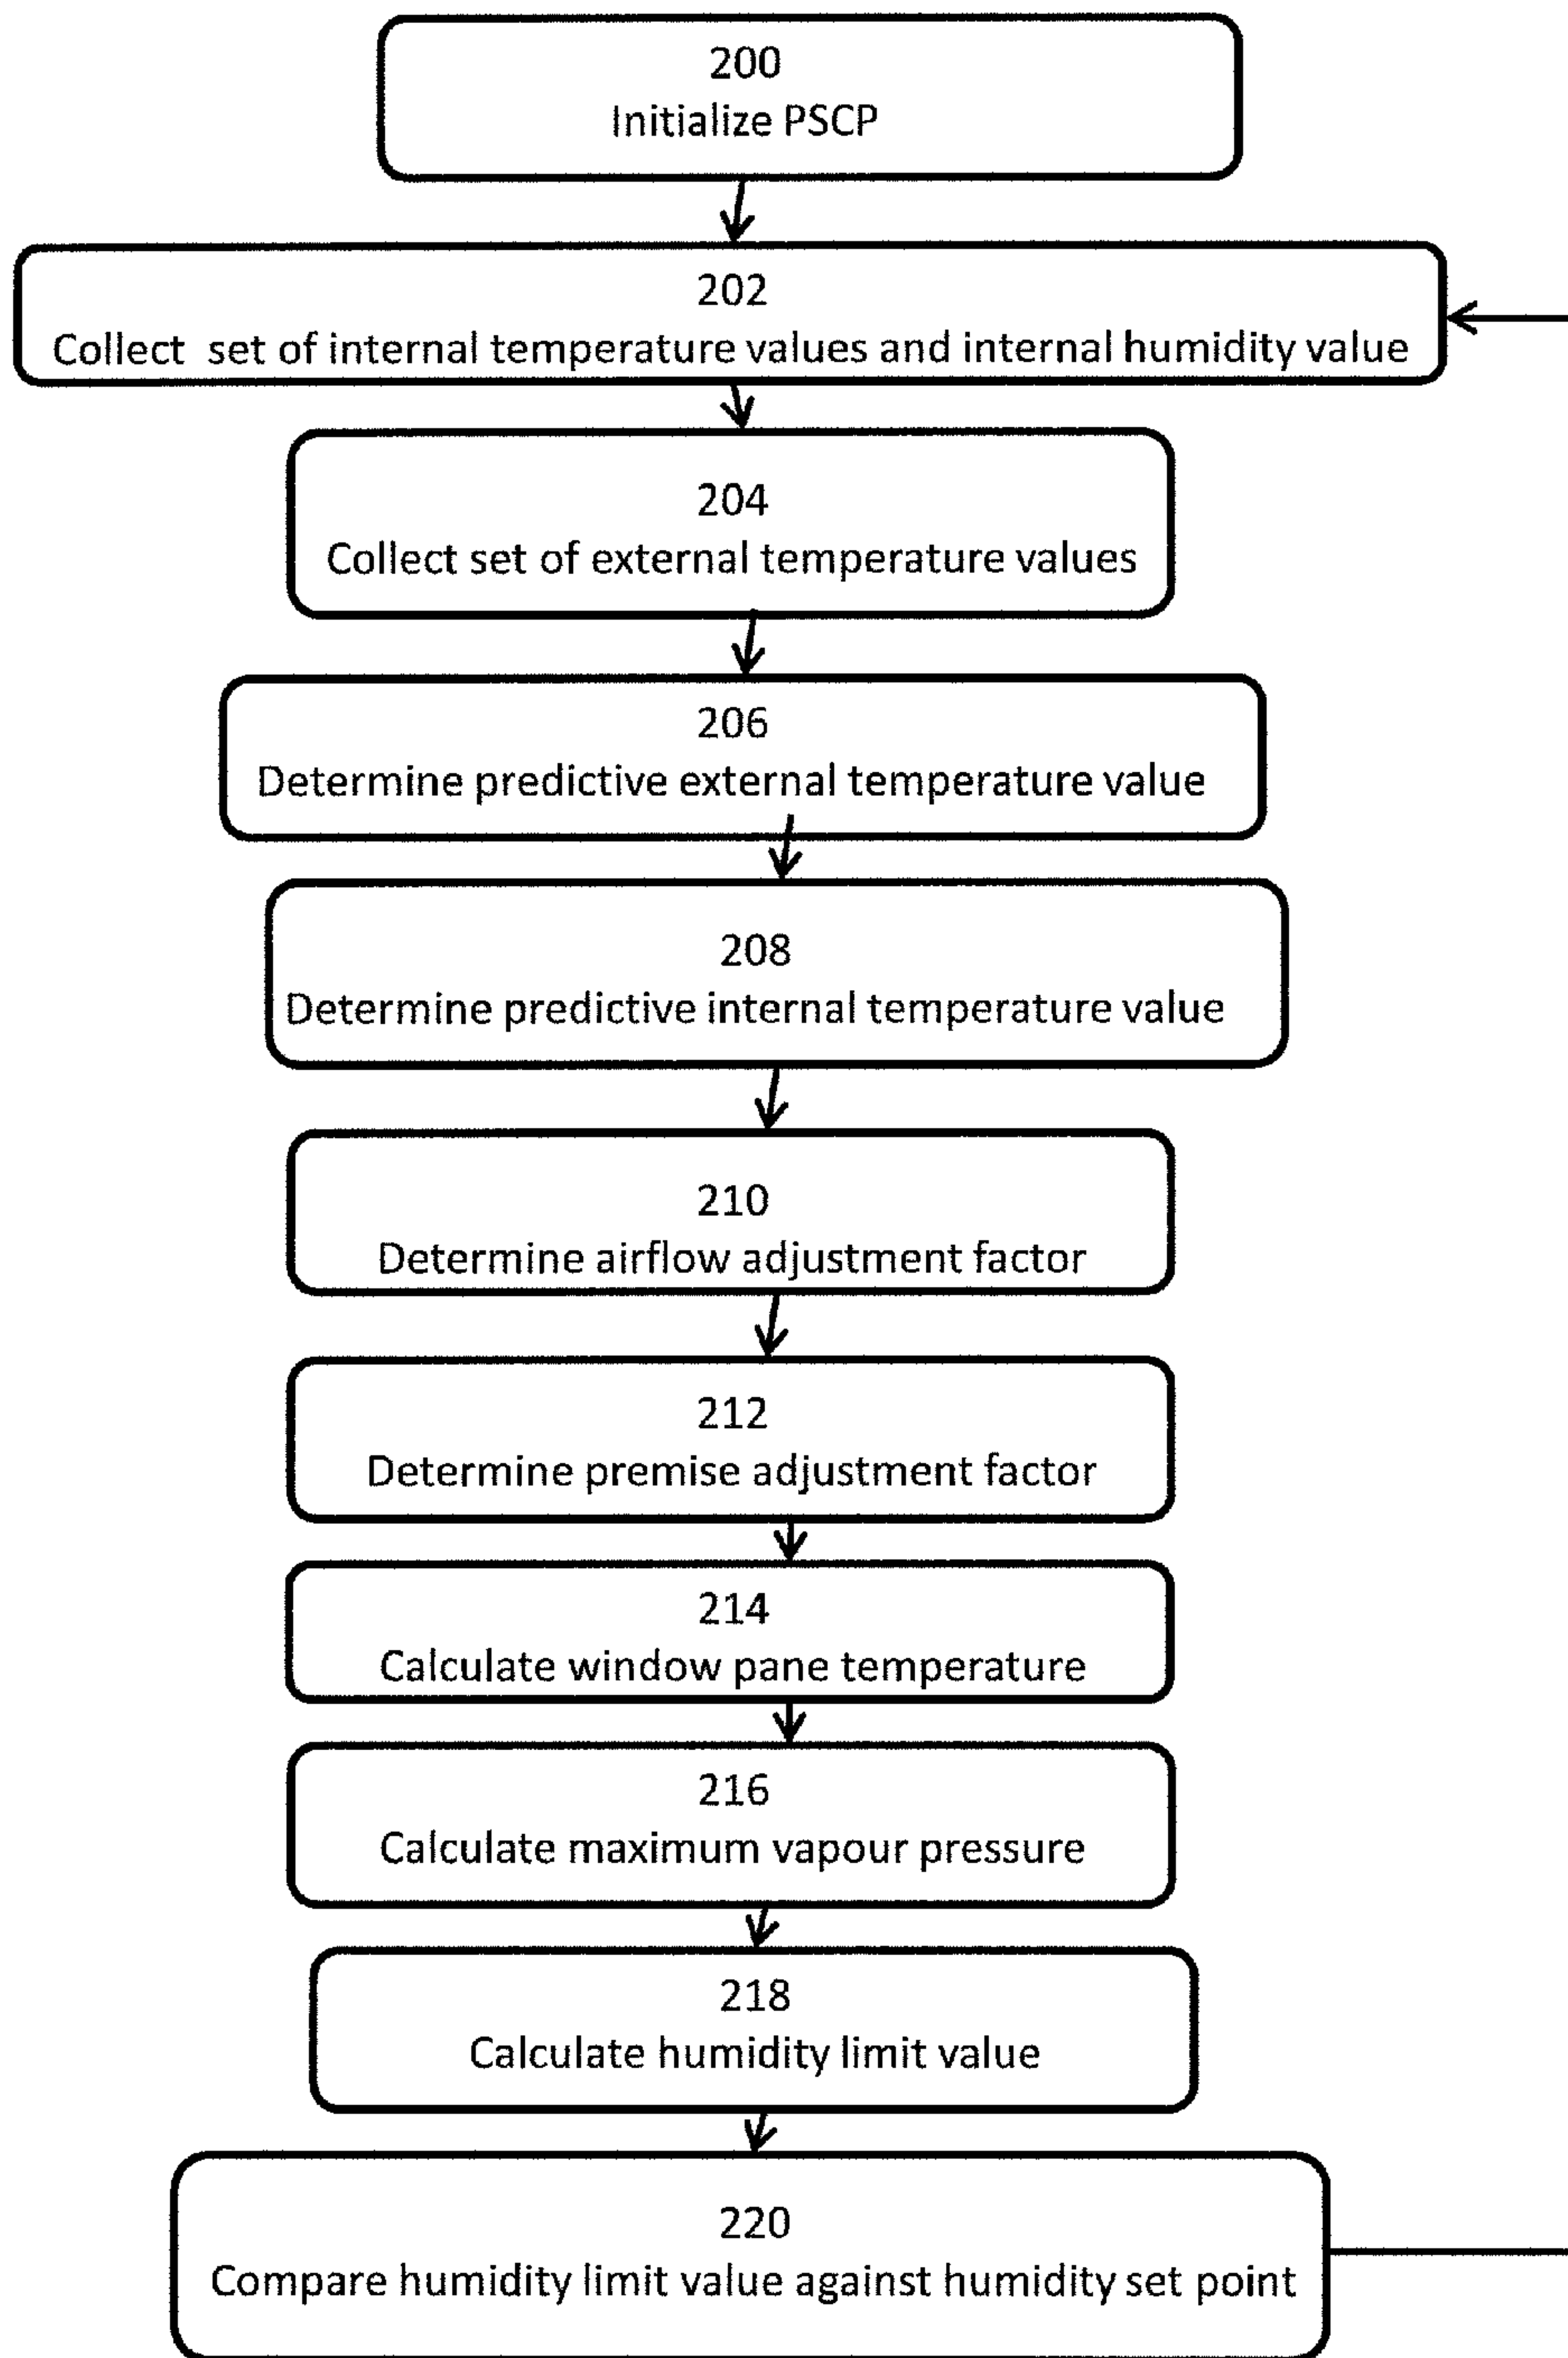 200
Initialize PSCP
202
Collect set of internal temperature values and internal humidity value
204
Collect set of external temperature values
206
Determine predictive external temperature value
208
Determine predictive internal temperature value
210
Determine airflow adjustment factor
212
Determine premise adjustment factor
214
Calculate window pane temperature
216
Calculate maximum vapour pressure
218
Calculate humidity limit value
220
Compare humidity limit value against humidity set point